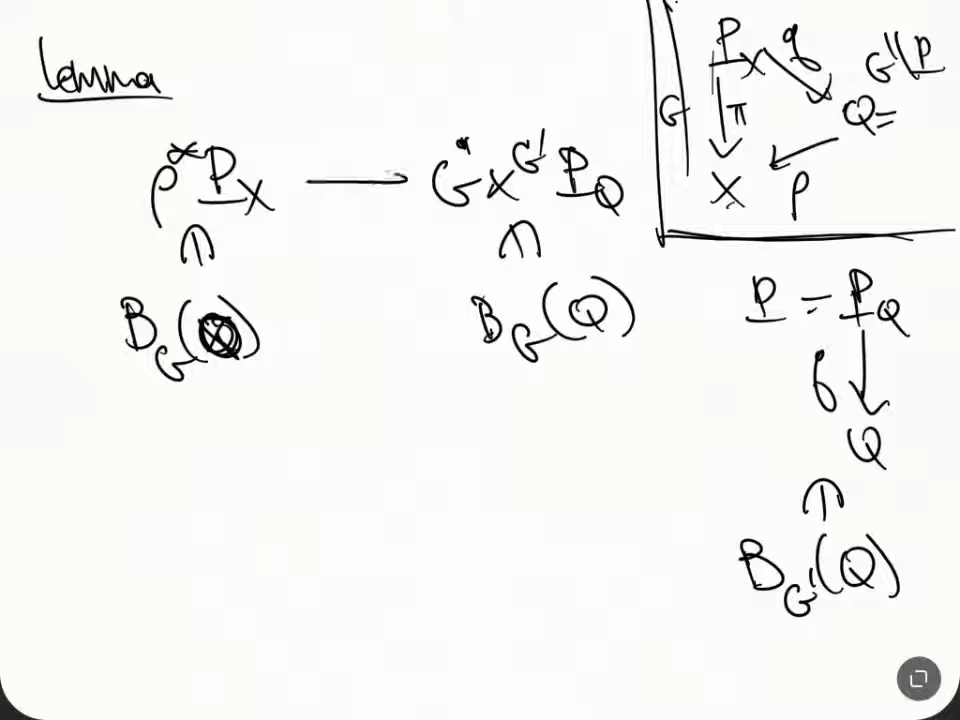 Lemma
ρ*P_X ⟶ G ×^{G'} P_Q
∈ ∈
B_G(Q) B_G(Q)
P_X q G'\P
G π Q =
X ρ
P = P_Q
q
Q
∈
B_{G'}(Q)